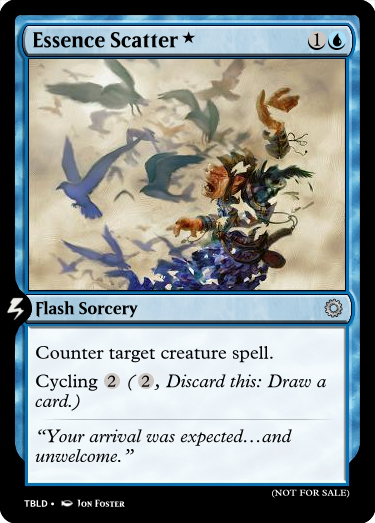 Essence Scatter★ 1
Flash Sorcery
Counter target creature spell.
Cycling 2 ( 2, Discard this: Draw a
card.)
“Your arrival was expected…and
unwelcome.”
(NOT FOR SALE)
TBLD • Jon Foster